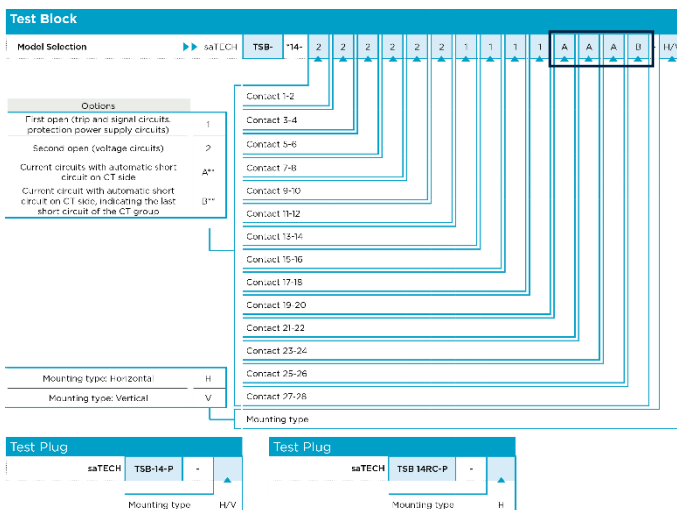 Test Block
Model Selection ▶▶ saTECH TSB- *14- 2 2 2 2 2 2 1 1 1 1 A A A B - H/V
Options
First open (trip and signal circuits, protection power supply circuits) 1
Second open (voltage circuits) 2
Current circuits with automatic short circuit on CT side A**
Current circuit with automatic short circuit on CT side, indicating the last short circuit of the CT group B**
Contact 1-2
Contact 3-4
Contact 5-6
Contact 7-8
Contact 9-10
Contact 11-12
Contact 13-14
Contact 15-16
Contact 17-18
Contact 19-20
Contact 21-22
Contact 23-24
Contact 25-26
Contact 27-28
Mounting type: Horizontal H
Mounting type: Vertical V
Mounting type
Test Plug
saTECH TSB-14-P -
Mounting type H/V
Test Plug
saTECH TSB 14RC-P -
Mounting type H